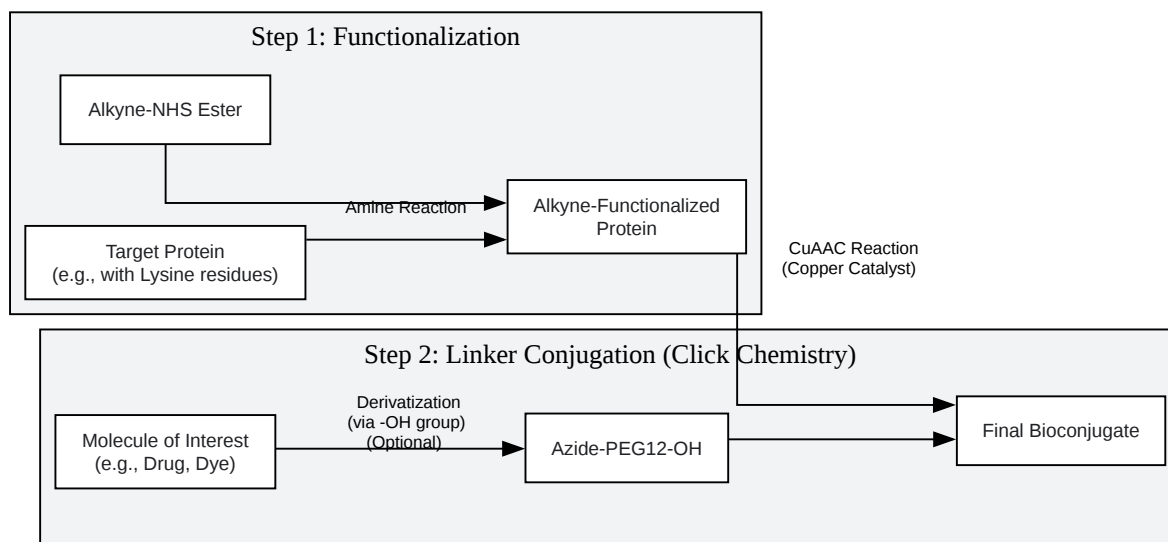 Step 1: Functionalization
Alkyne-NHS Ester
Amine Reaction
Alkyne-Functionalized
Protein
Target Protein
(e.g., with Lysine residues)
CuAAC Reaction
(Copper Catalyst)
Step 2: Linker Conjugation (Click Chemistry)
Derivatization
(via -OH group)
(Optional)
Molecule of Interest
(e.g., Drug, Dye)
Azide-PEG12-OH
Final Bioconjugate